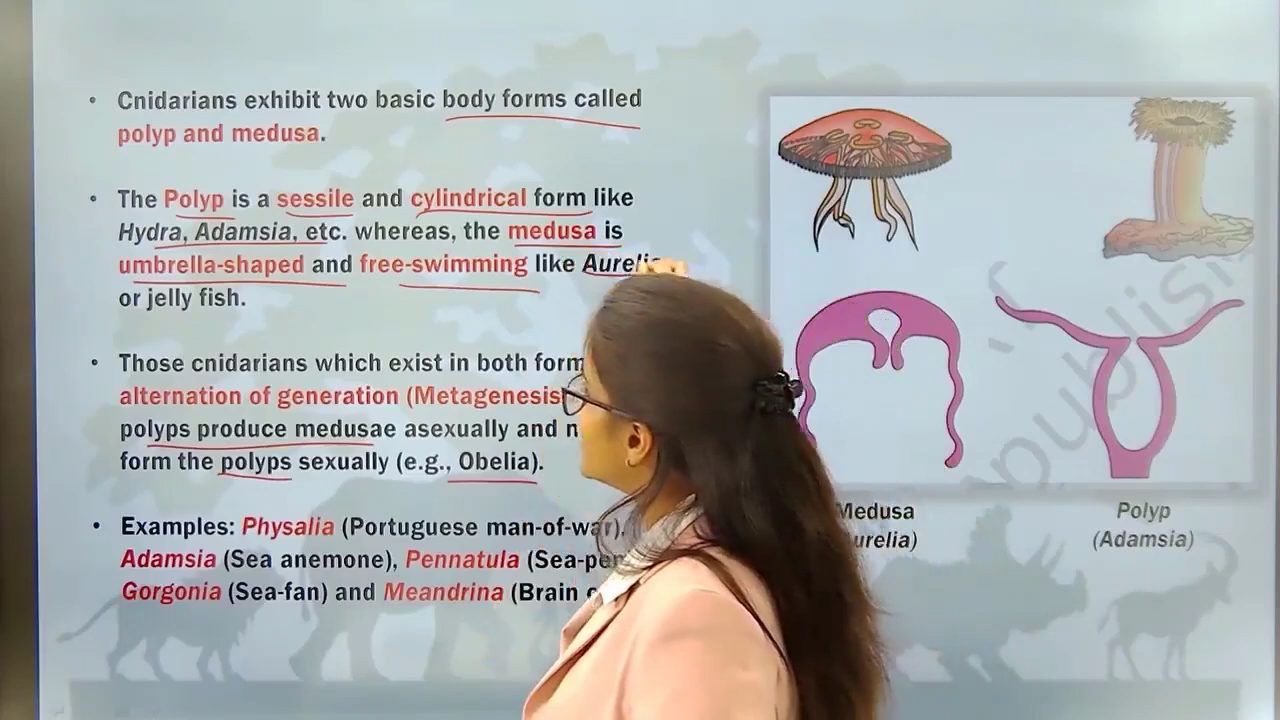 • Cnidarians exhibit two basic body forms called
polyp and medusa.
• The Polyp is a sessile and cylindrical form like
Hydra, Adamsia, etc. whereas, the medusa is
umbrella-shaped and free-swimming like Aurelia
or jelly fish.
• Those cnidarians which exist in both form
alternation of generation (Metagenesis
polyps produce medusae asexually and
form the polyps sexually (e.g., Obelia).
• Examples: Physalia (Portuguese man-of-war),
Adamsia (Sea anemone), Pennatula (Sea-pen
Gorgonia (Sea-fan) and Meandrina (Brain
Medusa
(Aurelia)
Polyp
(Adamsia)